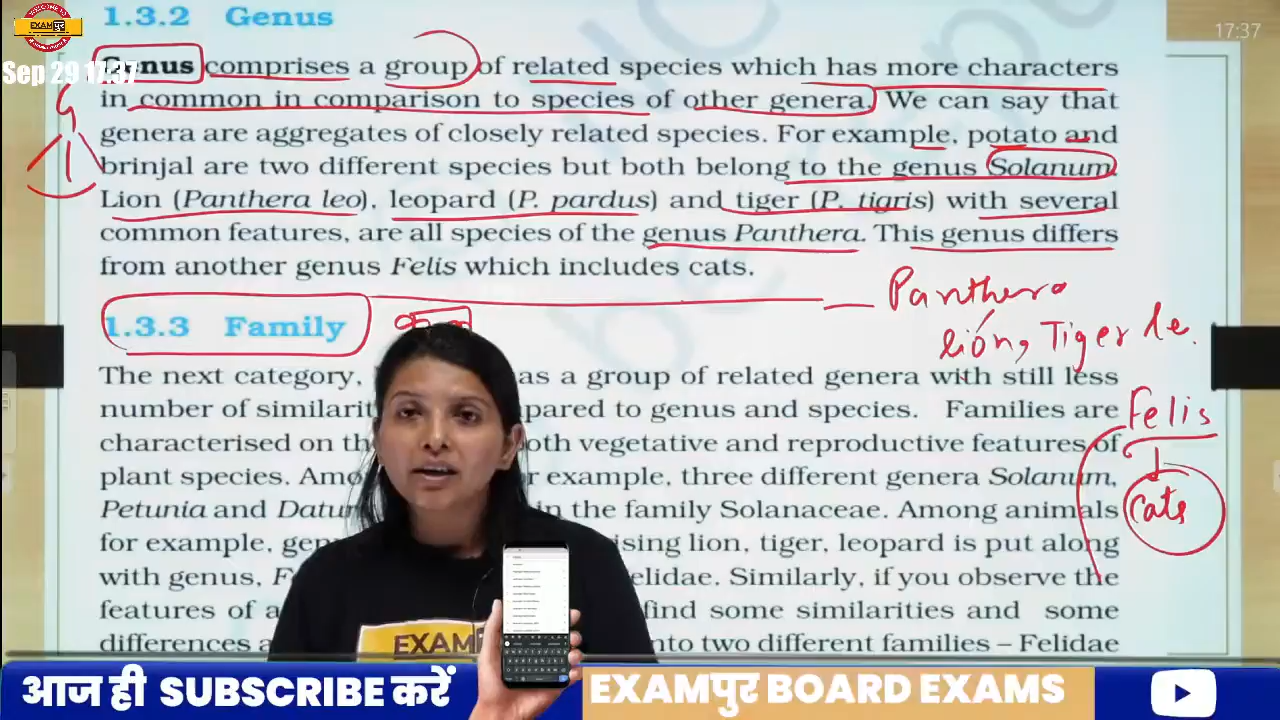 WELCOME TO
EXAMपुर
1.3.2 Genus
17:37
Sep 29 17:37
Genus comprises a group of related species which has more characters
in common in comparison to species of other genera. We can say that
genera are aggregates of closely related species. For example, potato and
brinjal are two different species but both belong to the genus Solanum.
Lion (Panthera leo), leopard (P. pardus) and tiger (P. tigris) with several
common features, are all species of the genus Panthera. This genus differs
from another genus Felis which includes cats.
G
Panthera
lion, Tiger le.
1.3.3 Family
The next category, as a group of related genera with still less
number of similarit pared to genus and species. Families are
characterised on th oth vegetative and reproductive features of
plant species. Amo r example, three different genera Solanum,
Petunia and Datur in the family Solanaceae. Among animals
for example, gen ising lion, tiger, leopard is put along
with genus, F elidae. Similarly, if you observe the
features of a find some similarities and some
differences a nto two different families – Felidae
Felis
cats
EXAM
आज ही SUBSCRIBE करें
EXAMपुर BOARD EXAMS